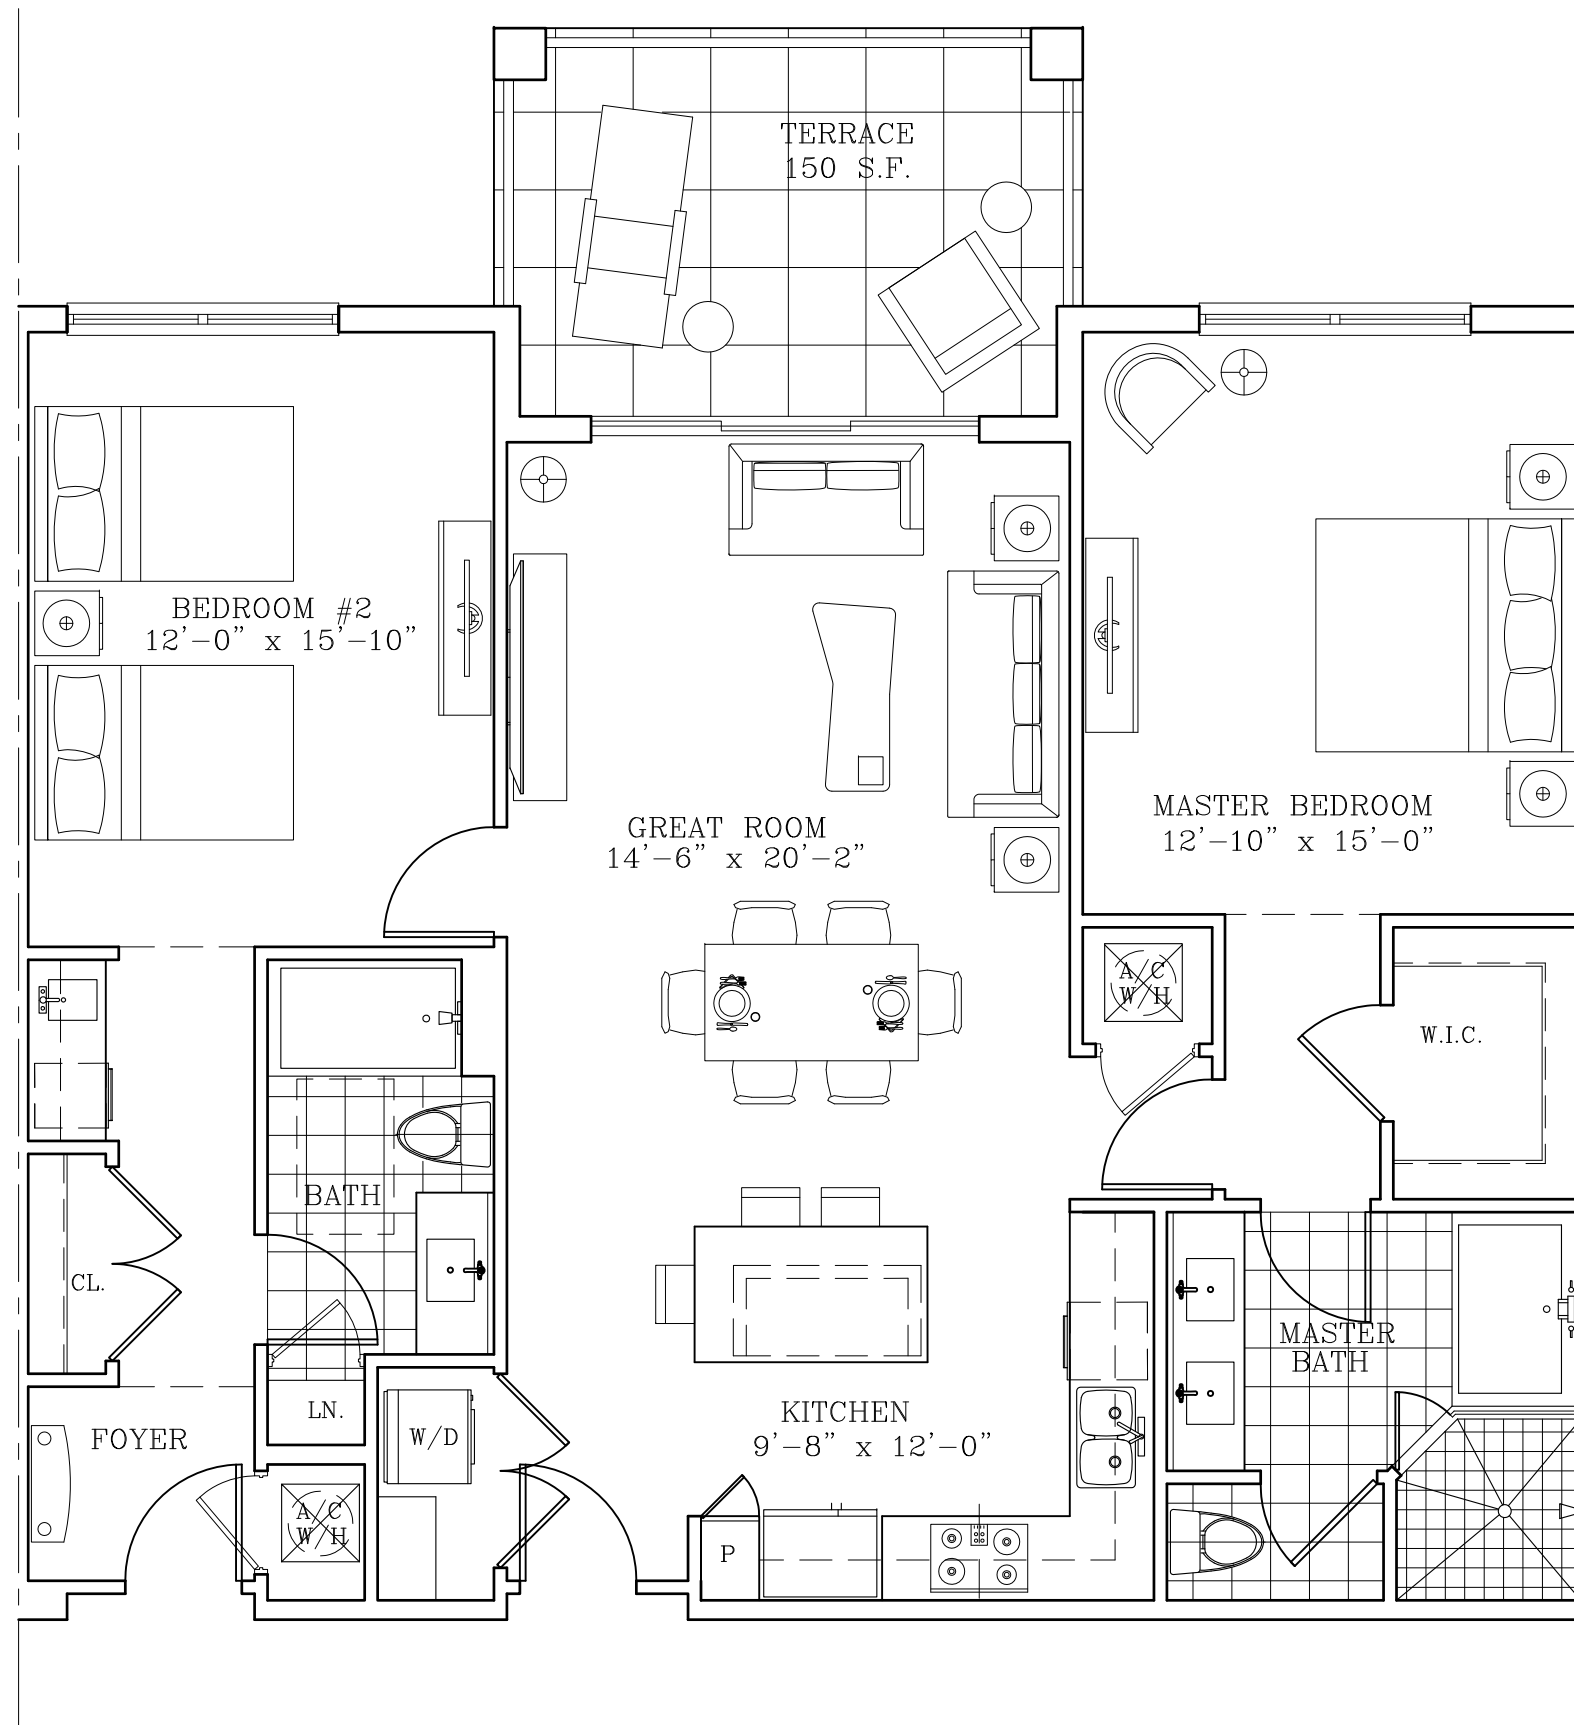 TERRACE
150 S.F.
BEDROOM #2
12'-0" x 15'-10"
MASTER BEDROOM
12'-10" x 15'-0"
GREAT ROOM
14'-6" x 20'-2"
A/C
W/H
W.I.C.
BATH
CL.
MASTER
BATH
LN.
KITCHEN
9'-8" x 12'-0"
FOYER
W/D
A/C
W/H
P